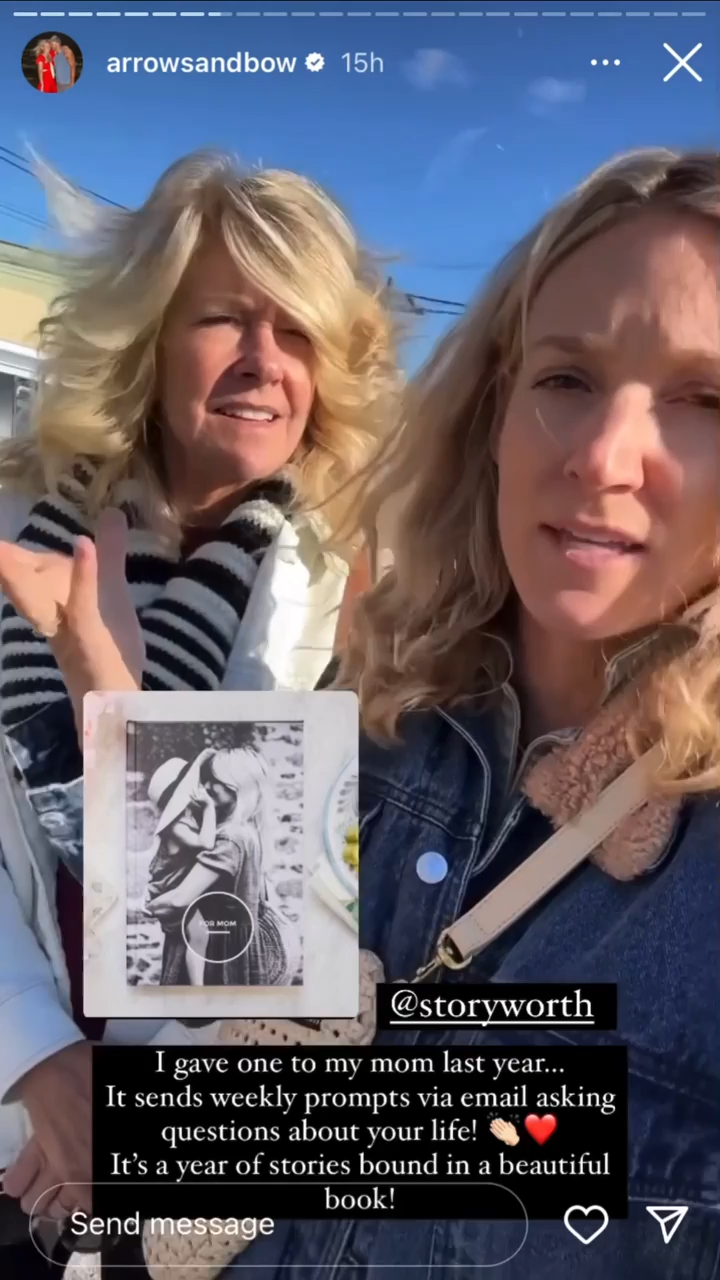 arrowsandbow 15h
FOR MOM
@storyworth
I gave one to my mom last year...
It sends weekly prompts via email asking
questions about your life! 👏🏻❤️
It's a year of stories bound in a beautiful
book!
Send message